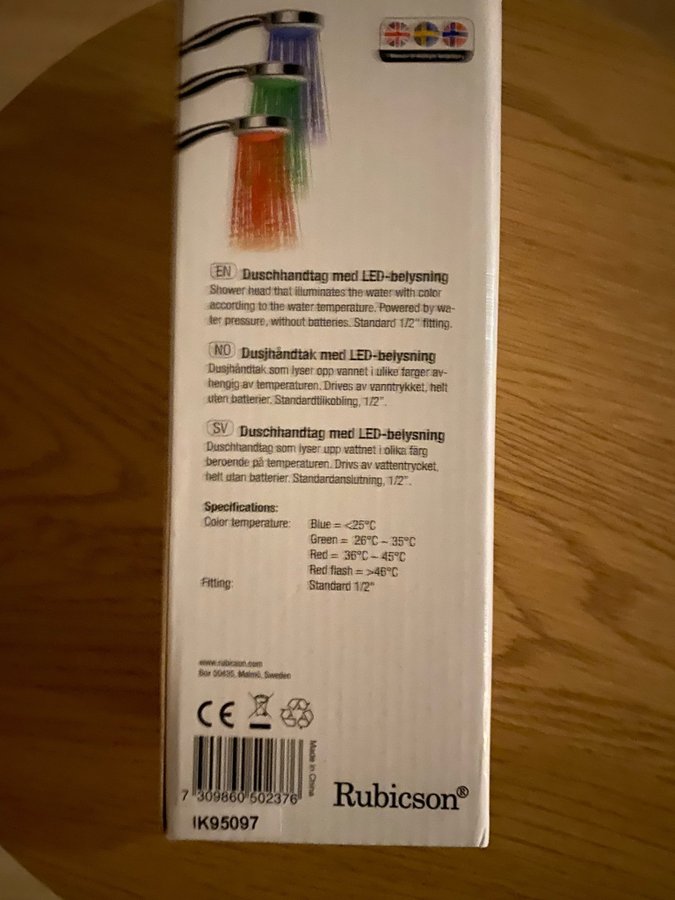 EN Duschhandtag med LED-belysning
Shower head that illuminates the water with color
according to the water temperature. Powered by wa-
ter pressure, without batteries. Standard 1/2" fitting.
NO Dusjhåndtak med LED-belysning
Dusjhåndtak som lyser opp vannet i ulike farger av-
hengig av temperaturen. Drives av vanntrykket, helt
uten batterier. Standardtilkobling, 1/2".
SV Duschhandtag med LED-belysning
Duschhandtag som lyser upp vattnet i olika färg
beroende på temperaturen. Drivs av vattentrycket,
helt utan batterier. Standardanslutning, 1/2".
Specifications:
Color temperature: Blue = <25°C
Green = 26°C – 35°C
Red = 36°C – 45°C
Red flash = >46°C
Fitting: Standard 1/2"
www.rubicson.com
Box 50435, Malmö, Sweden
CE
Made in China
7 309860 502376
Rubicson®
IK95097